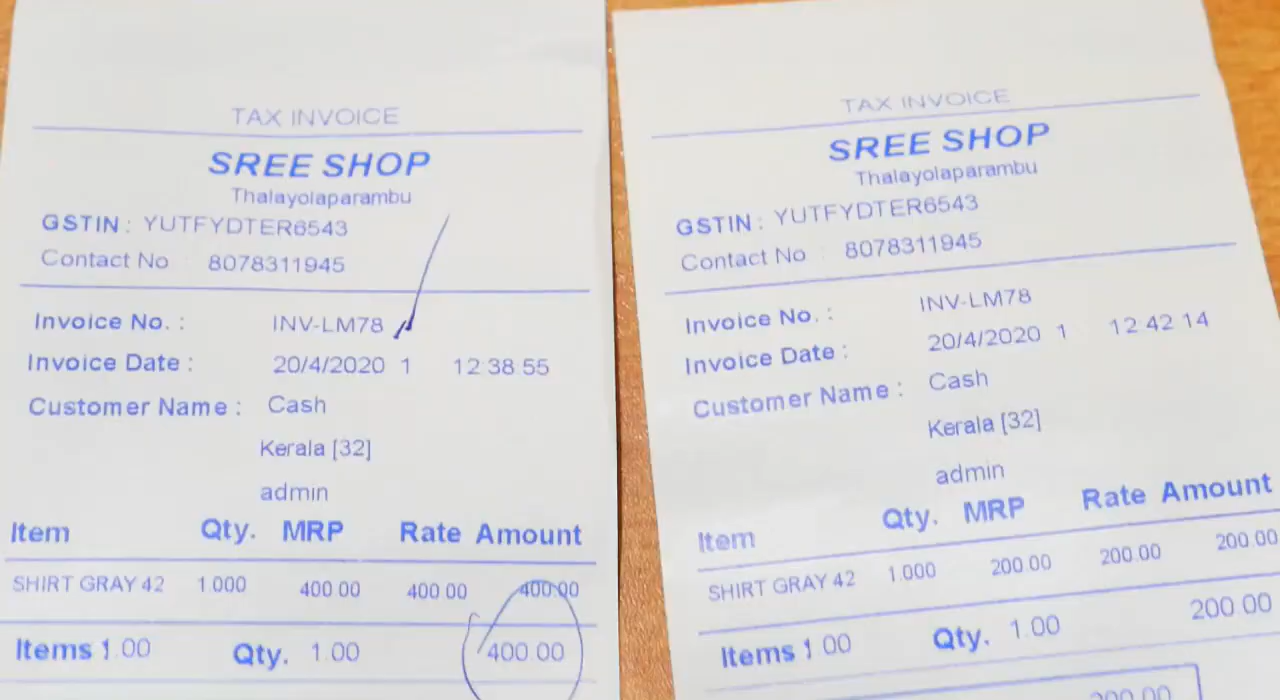 TAX INVOICE
SREE SHOP
Thalayolaparambu
GSTIN : YUTFYDTER6543
Contact No : 8078311945
Invoice No. : INV-LM78
Invoice Date : 20/4/2020 1 12:38:55
Customer Name : Cash
Kerala [32]
admin
Item Qty. MRP Rate Amount
SHIRT GRAY 42 1.000 400.00 400.00 400.00
Items 1.00 Qty. 1.00 400.00
TAX INVOICE
SREE SHOP
Thalayolaparambu
GSTIN : YUTFYDTER6543
Contact No : 8078311945
Invoice No. : INV-LM78
Invoice Date : 20/4/2020 1 12:42:14
Customer Name : Cash
Kerala [32]
admin
Item Qty. MRP Rate Amount
SHIRT GRAY 42 1.000 200.00 200.00 200.00
Items 1.00 Qty. 1.00 200.00
200.00